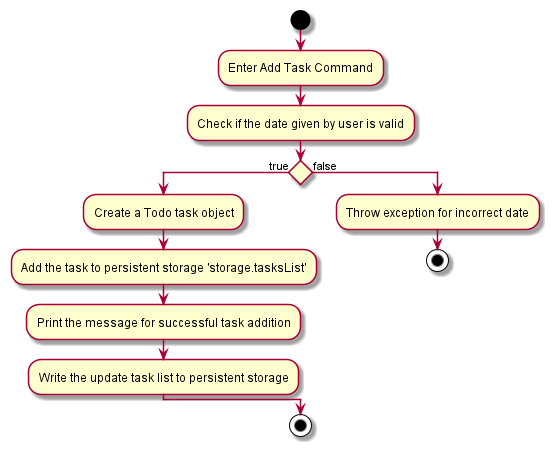 Enter Add Task Command
Check if the date given by user is valid
true
false
Create a Todo task object
Throw exception for incorrect date
Add the task to persistent storage 'storage.tasksList'
Print the message for successful task addition
Write the update task list to persistent storage